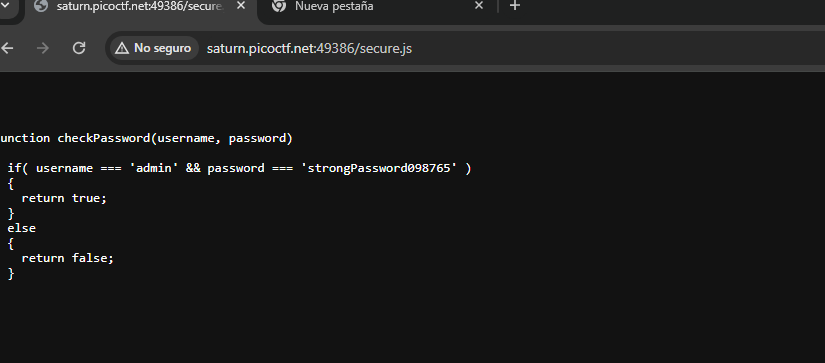 saturn.picoctf.net:49386/secure.
Nueva pestaña
No seguro
saturn.picoctf.net:49386/secure.js
unction checkPassword(username, password)
if( username === 'admin' && password === 'strongPassword098765' )
{
return true;
}
else
{
return false;
}